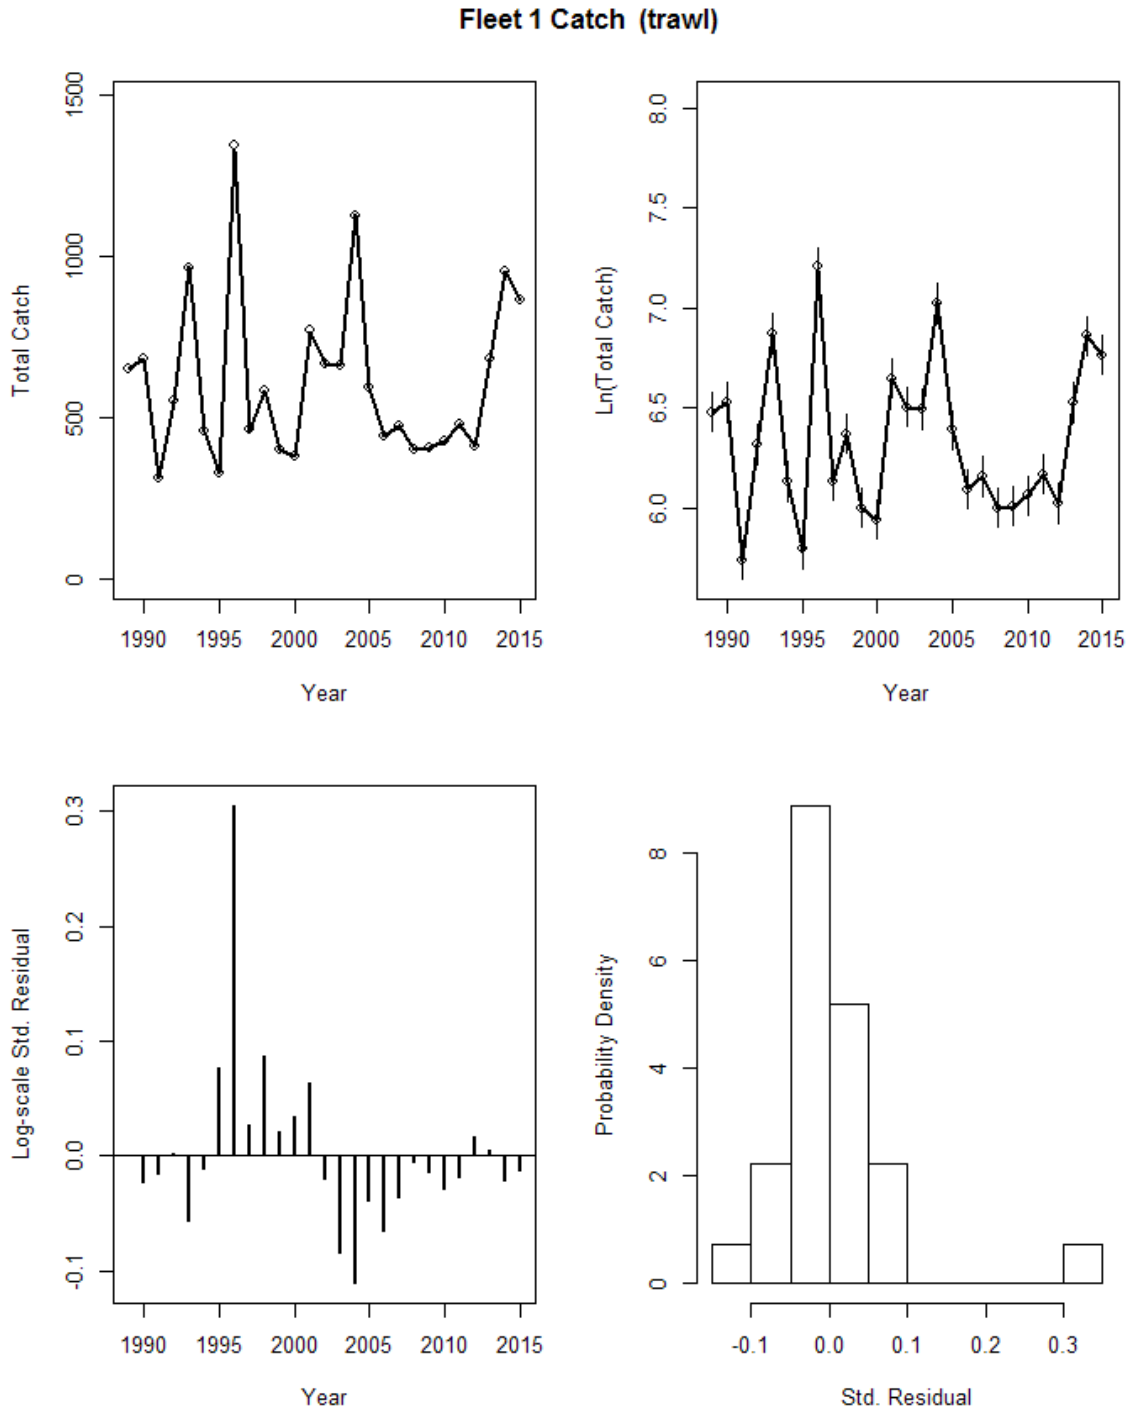 Fleet 1 Catch (trawl)
Total Catch
1500
1000
500
0
1990 1995 2000 2005 2010 2015
Year
Ln(Total Catch)
8.0
7.5
7.0
6.5
6.0
1990 1995 2000 2005 2010 2015
Year
Log-scale Std. Residual
0.3
0.2
0.1
0.0
-0.1
1990 1995 2000 2005 2010 2015
Year
Probability Density
8
6
4
2
0
-0.1 0.0 0.1 0.2 0.3
Std. Residual